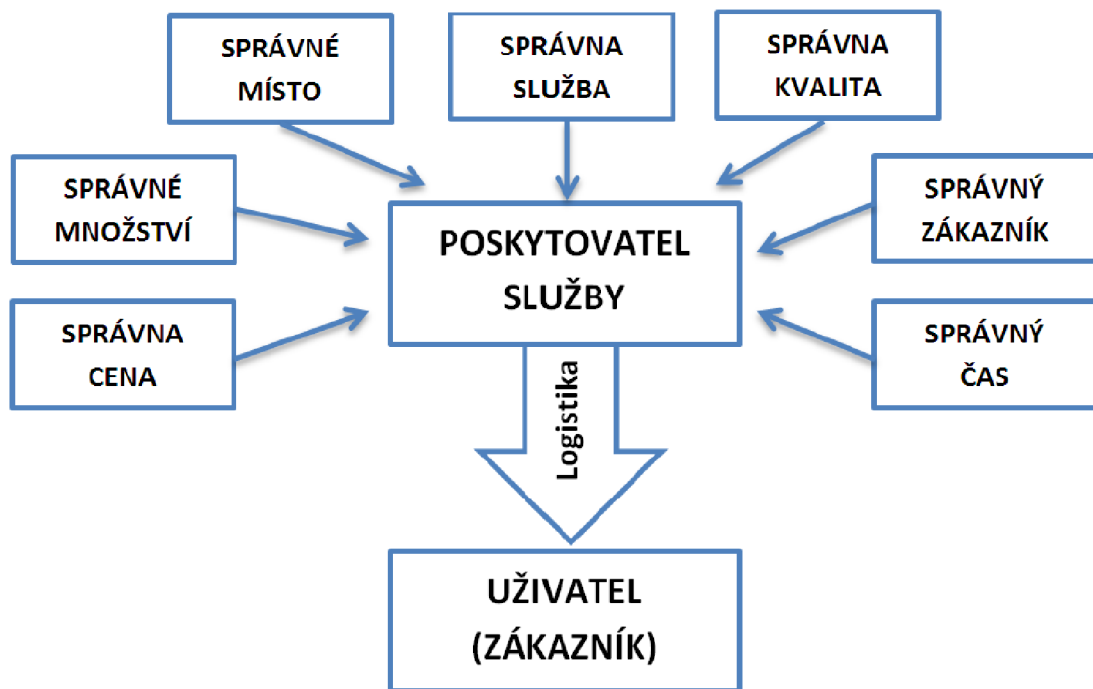 SPRÁVNÉ
MÍSTO
SPRÁVNA
SLUŽBA
SPRÁVNA
KVALITA
SPRÁVNÉ
MNOŽSTVÍ
SPRÁVNÝ
ZÁKAZNÍK
POSKYTOVATEL
SLUŽBY
SPRÁVNA
CENA
SPRÁVNÝ
ČAS
Logistika
UŽIVATEL
(ZÁKAZNÍK)